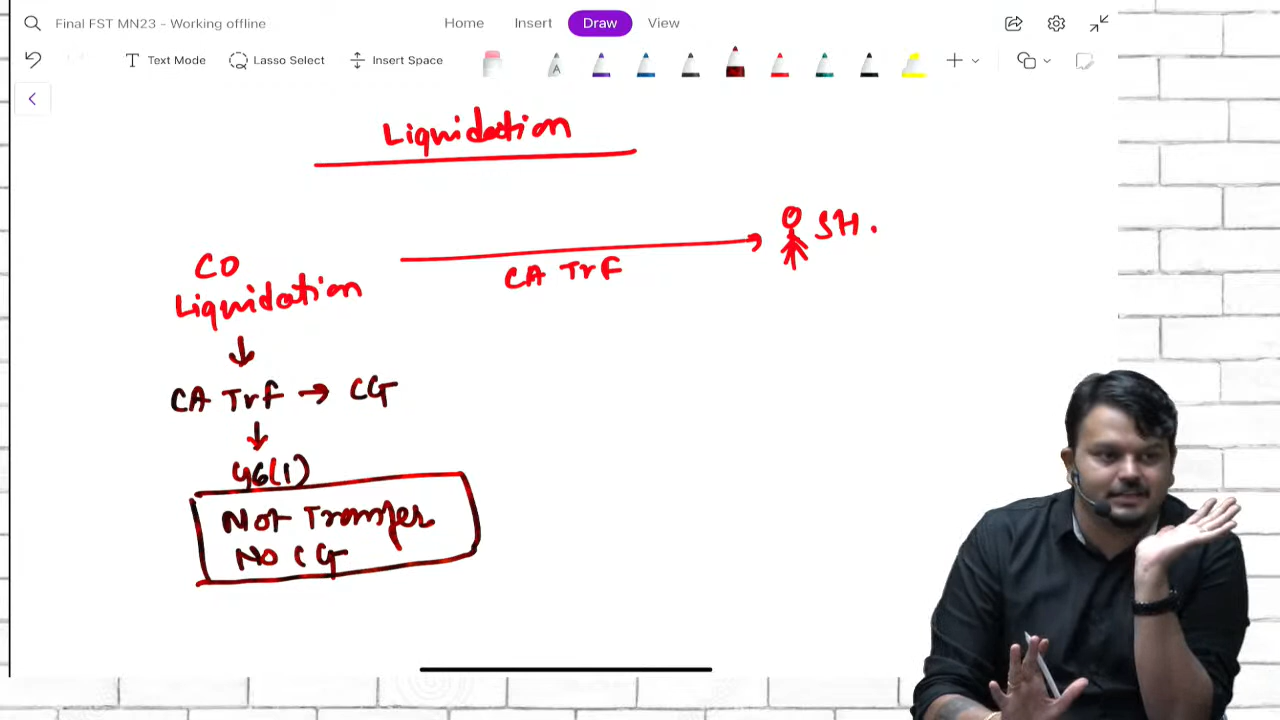 Final FST MN23 - Working offline
Home Insert Draw View
Text Mode Lasso Select Insert Space
A
Liquidation
SH.
CA Trf
CO
Liquidation
CA Trf → CG
46(1)
Not Transfer
No CG